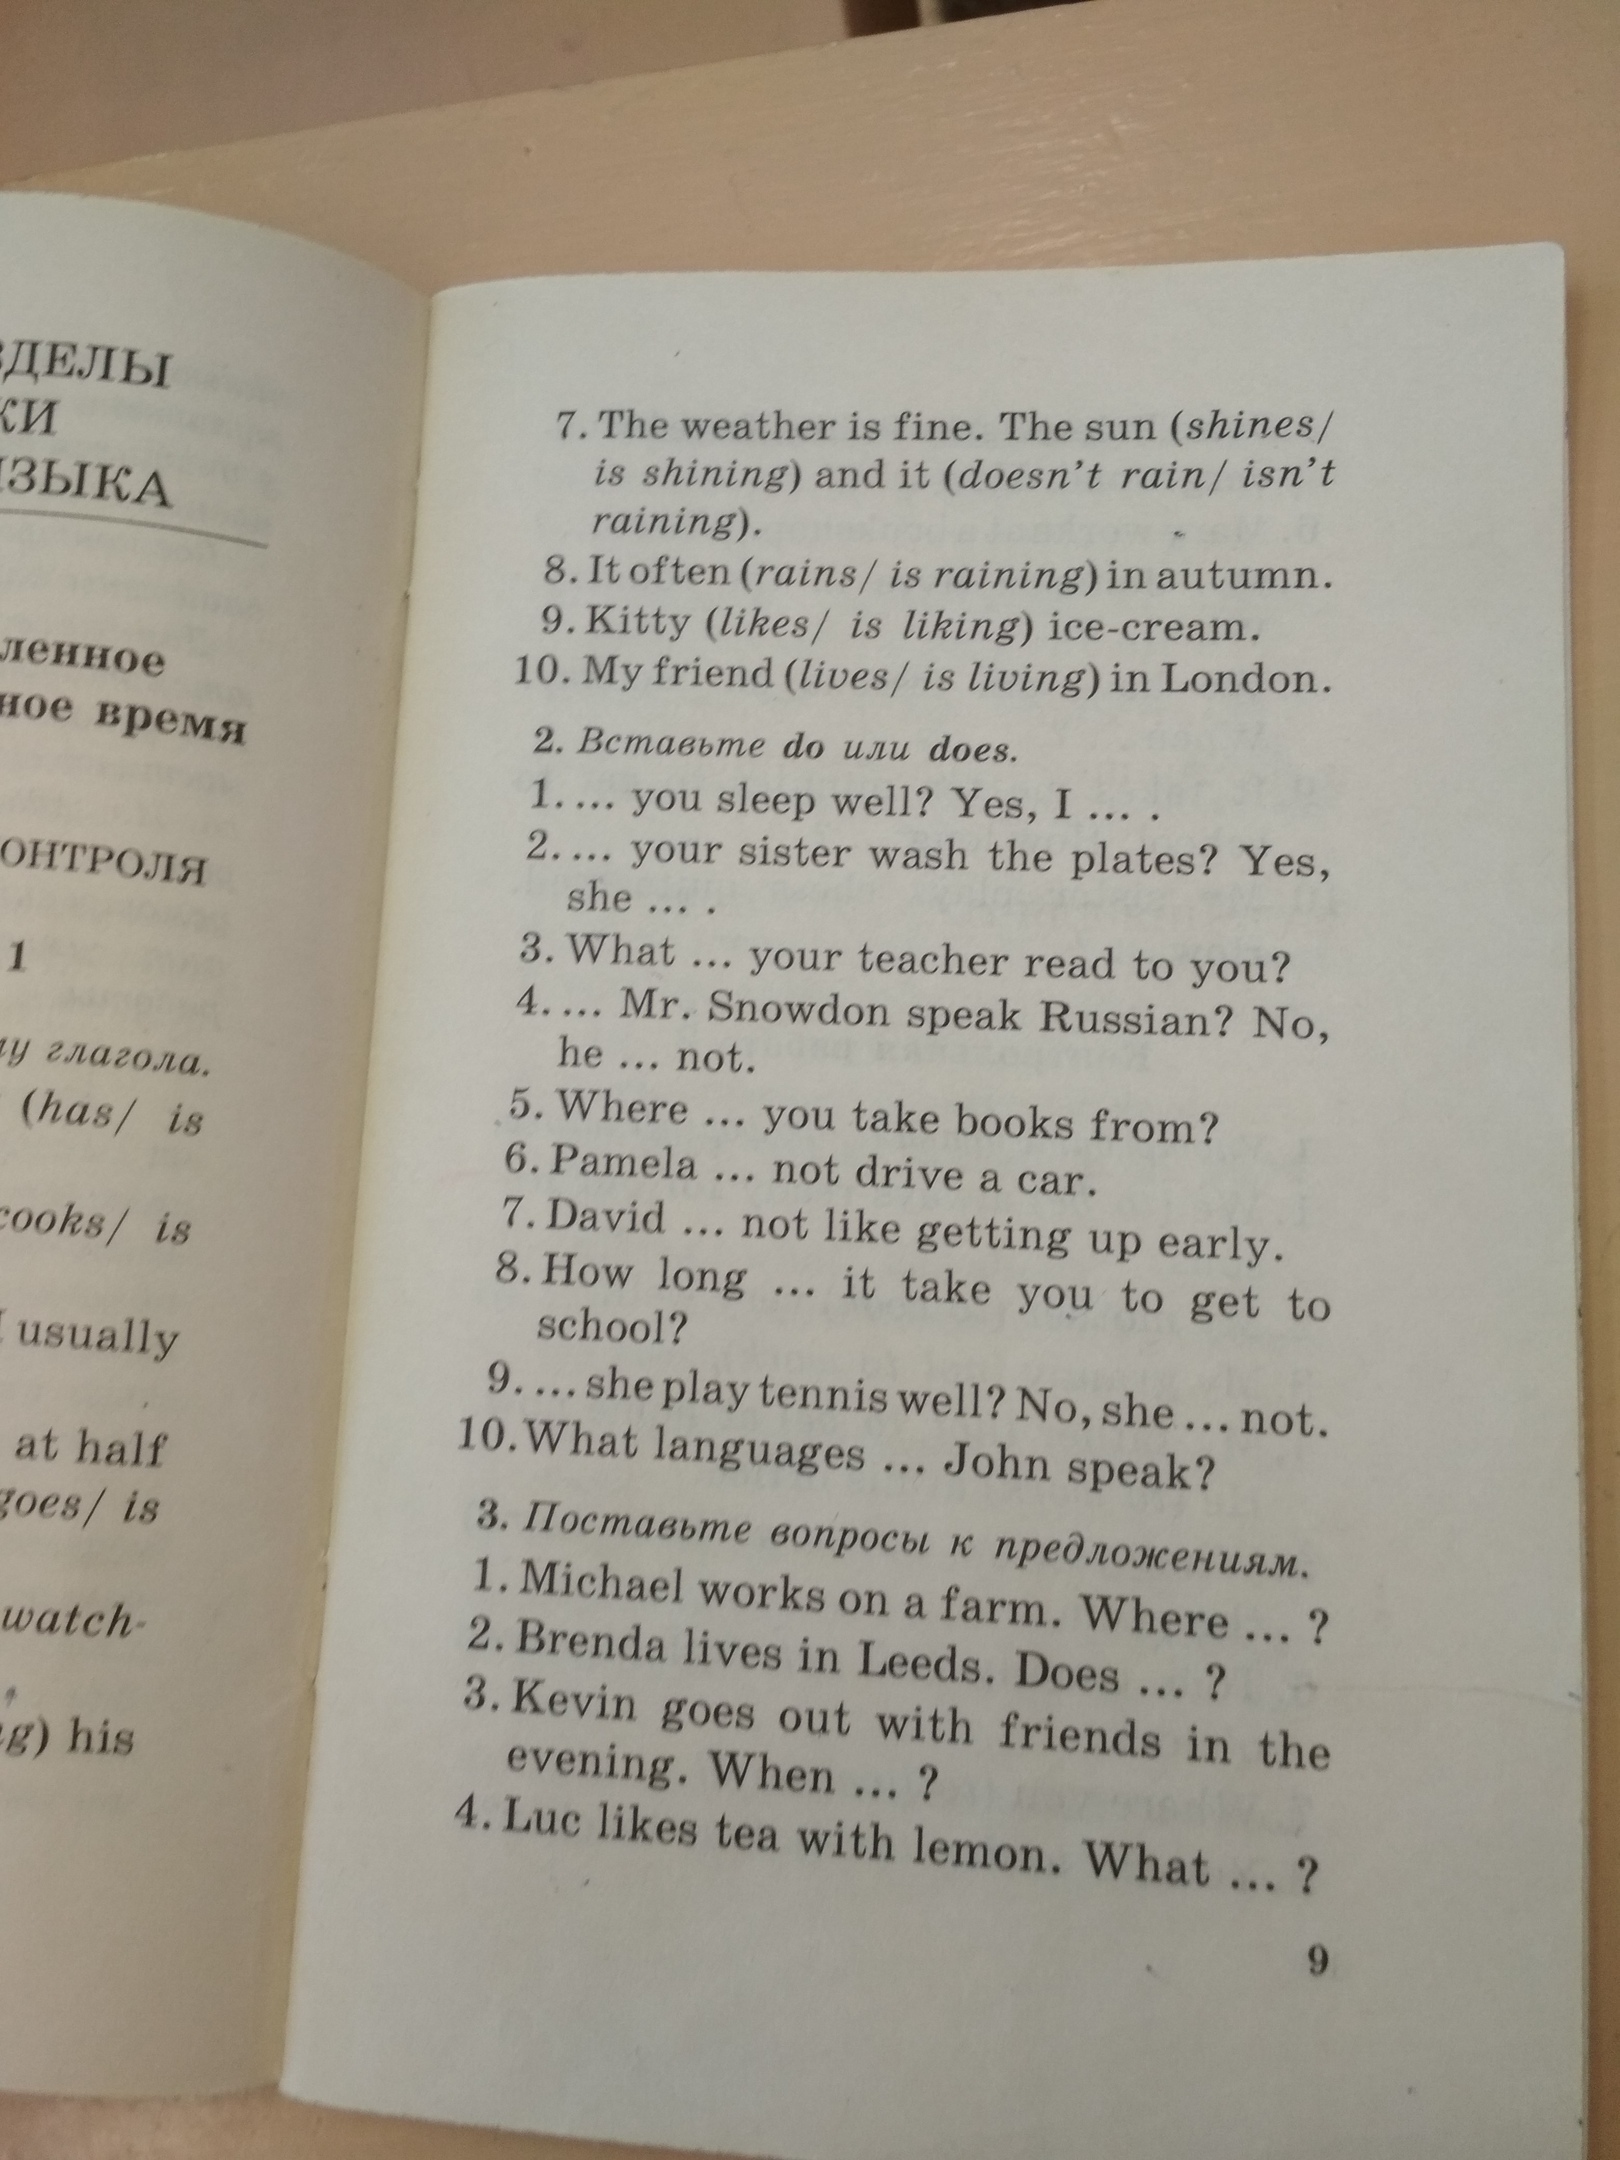 ЗДЕЛЫ
КИ
ЯЗЫКА
ленное
ное время
ОНТРОЛЯ
1
му глагола.
(has/ is
cooks/ is
I usually
at half
goes/ is
watch-
ng) his
7. The weather is fine. The sun (shines/
is shining) and it (doesn't rain/ isn't
raining).
8. It often (rains/ is raining) in autumn.
9. Kitty (likes/ is liking) ice-cream.
10. My friend (lives/ is living) in London.
2. Вставьте do или does.
1. ... you sleep well? Yes, I ... .
2. ... your sister wash the plates? Yes,
she ... .
3. What ... your teacher read to you?
4. ... Mr. Snowdon speak Russian? No,
he ... not.
5. Where ... you take books from?
6. Pamela ... not drive a car.
7. David ... not like getting up early.
8. How long ... it take you to get to
school?
9. ... she play tennis well? No, she ... not.
10. What languages ... John speak?
3. Поставьте вопросы к предложениям.
1. Michael works on a farm. Where ... ?
2. Brenda lives in Leeds. Does ... ?
3. Kevin goes out with friends in the
evening. When ... ?
4. Luc likes tea with lemon. What ... ?
9